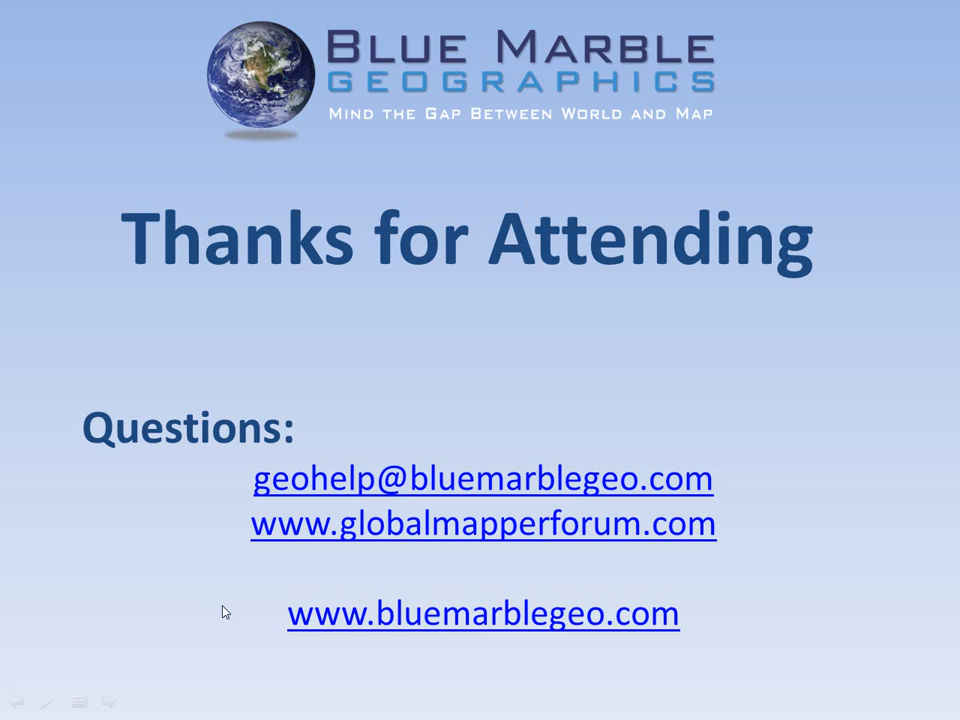 BLUE MARBLE
GEOGRAPHICS
MIND THE GAP BETWEEN WORLD AND MAP
Thanks for Attending
Questions:
geohelp@bluemarblegeo.com
www.globalmapperforum.com
www.bluemarblegeo.com